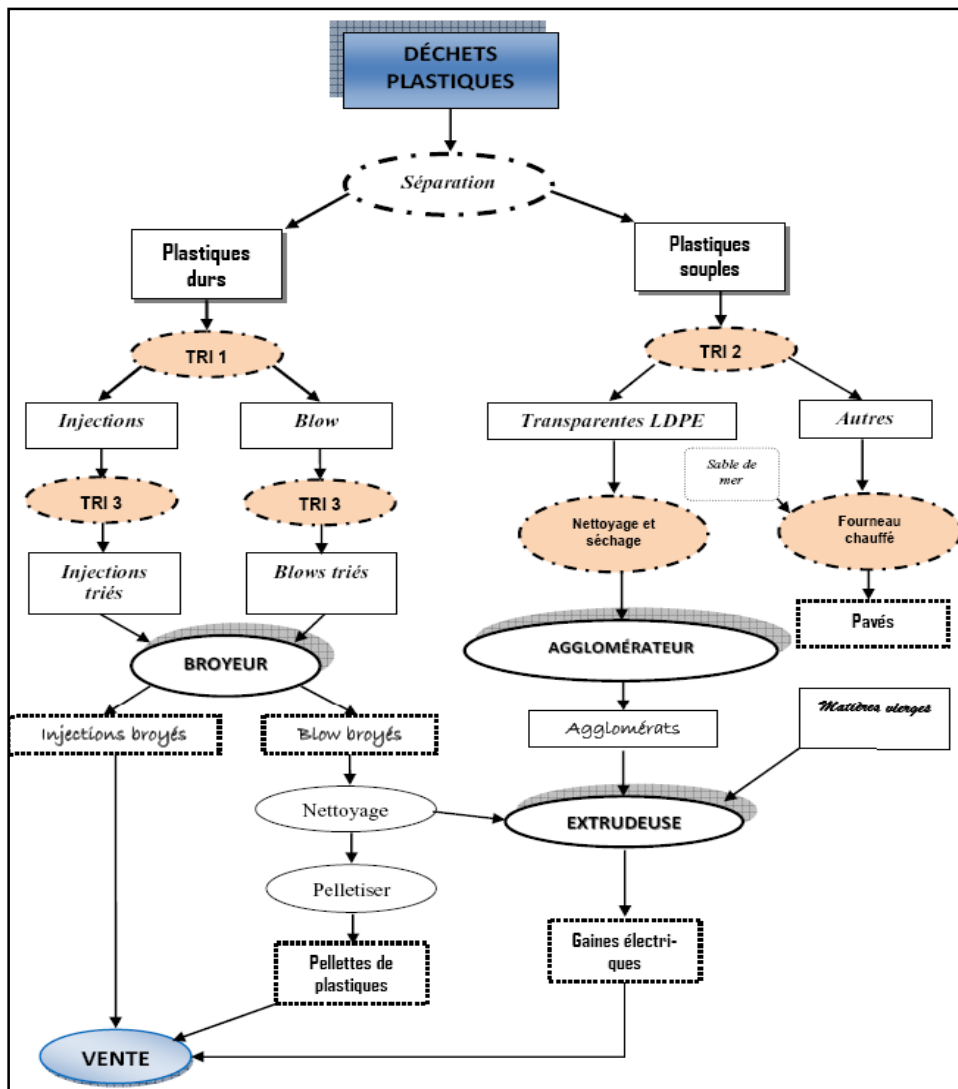 DÉCHETS
PLASTIQUES
Séparation
Plastiques
durs
Plastiques
souples
TRI 1
TRI 2
Injections
Blow
Transparentes LDPE
Autres
Sable de
mer
TRI 3
TRI 3
Nettoyage et
séchage
Fourneau
chauffé
Injections
triés
Blows triés
Pavés
BROYEUR
AGGLOMÉRATEUR
Injections broyés
Blow broyés
Agglomérats
Matières vierges
Nettoyage
EXTRUDEUSE
Pelletiser
Pellettes de
plastiques
Gaines électri-
ques
VENTE